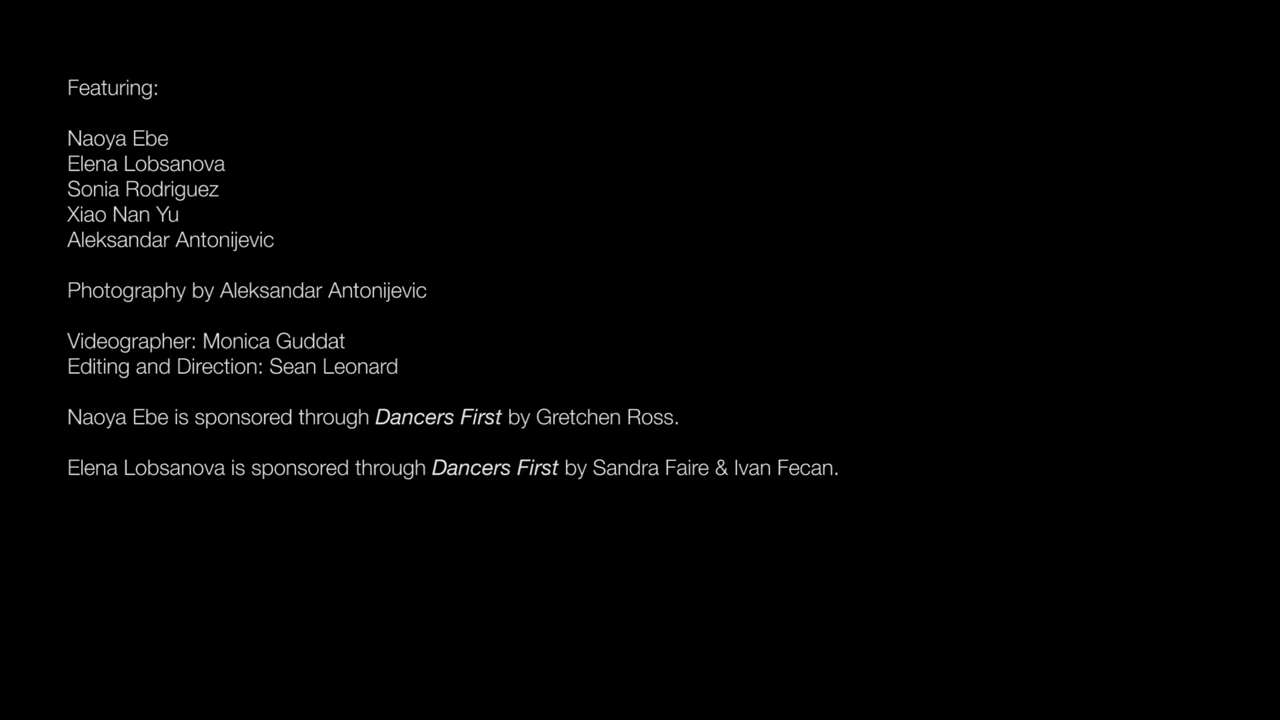 Featuring:
Naoya Ebe
Elena Lobsanova
Sonia Rodriguez
Xiao Nan Yu
Aleksandar Antonijevic
Photography by Aleksandar Antonijevic
Videographer: Monica Guddat
Editing and Direction: Sean Leonard
Naoya Ebe is sponsored through Dancers First by Gretchen Ross.
Elena Lobsanova is sponsored through Dancers First by Sandra Faire & Ivan Fecan.